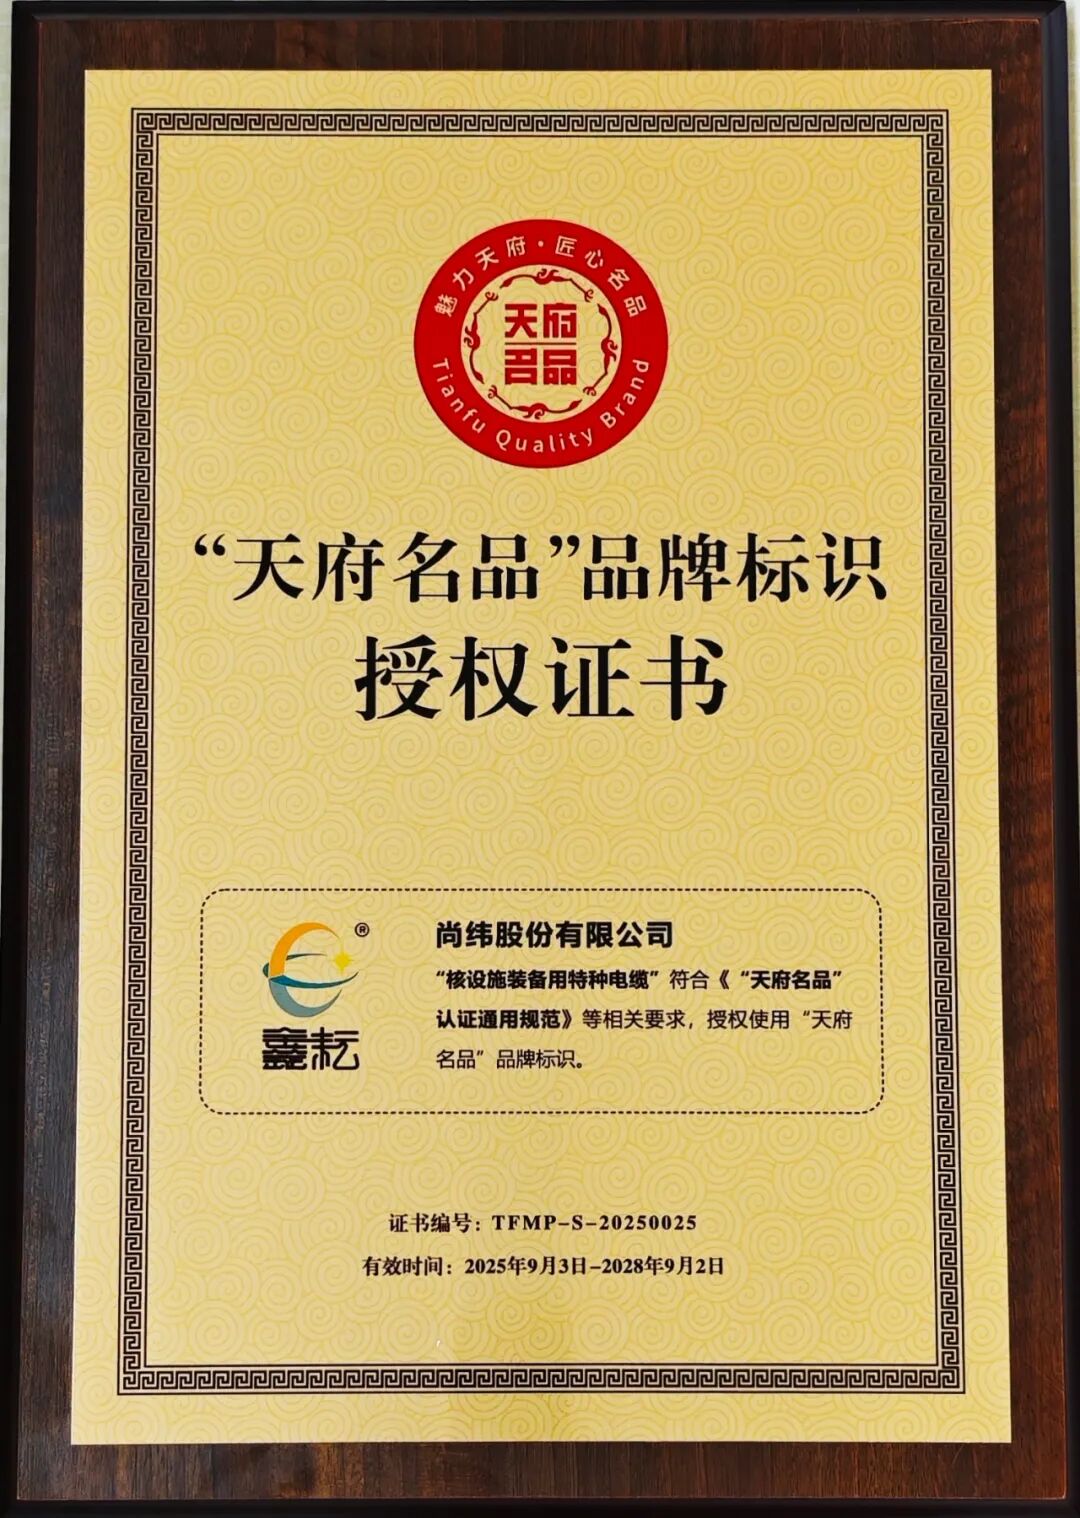 魅力天府·匠心名品
天府
名品
Tianfu Quality Brand
“天府名品”品牌标识
授权证书
®
鑫耘
尚纬股份有限公司
“核设施装备用特种电缆”符合《“天府名品”
认证通用规范》等相关要求，授权使用“天府
名品”品牌标识。
证书编号：TFMP-S-20250025
有效时间：2025年9月3日-2028年9月2日